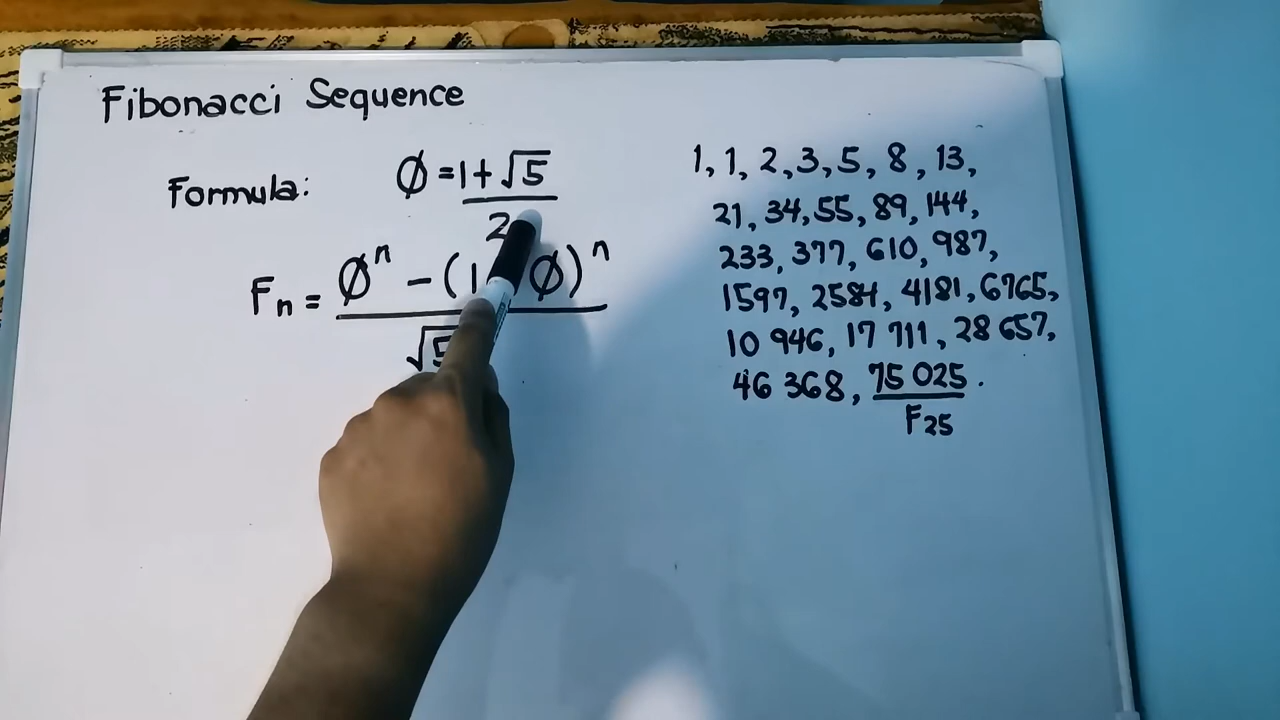 Fibonacci Sequence
Formula: Ø = 1 + √5
2
Fn = Øⁿ - (1 Ø)ⁿ
√5
1, 1, 2, 3, 5, 8, 13,
21, 34, 55, 89, 144,
233, 377, 610, 987,
1597, 2584, 4181, 6765,
10 946, 17 711, 28 657,
46 368, 75 025.
F25